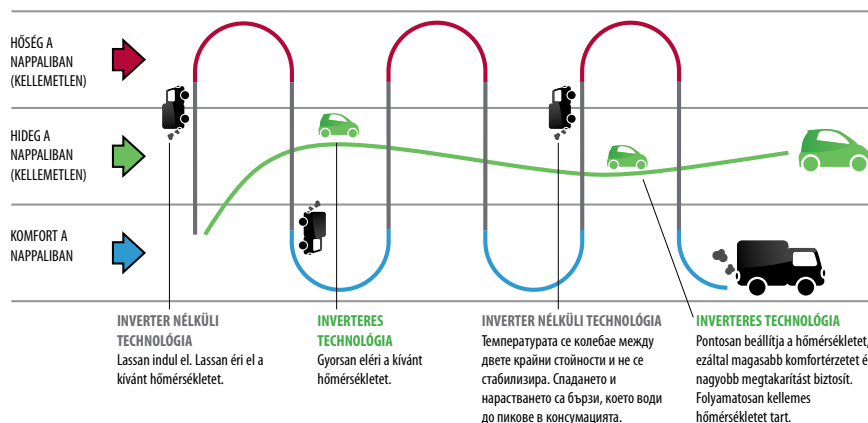 HŐSÉG A
NAPPALIBAN
(KELLEMETLEN)
HIDEG A
NAPPALIBAN
(KELLEMETLEN)
KOMFORT A
NAPPALIBAN
INVERTER NÉLKÜLI
TECHNOLÓGIA
Lassan indul el. Lassan éri el a
kívánt hőmérsékletet.
INVERTERES
TECHNOLÓGIA
Gyorsan eléri a kívánt
hőmérsékletet.
INVERTER NÉLKÜLI TECHNOLÓGIA
Температурата се колебае между
двете крайни стойности и не се
стабилизира. Спадането и
нарастването са бързи, което води
до пикове в консумацията.
INVERTERES TECHNOLÓGIA
Pontosan beállítja a hőmérsékletet,
ezáltal magasabb komfortérzetet é
nagyobb megtakarítást biztosít.
Folyamatosan kellemes
hőmérsékletet tart.